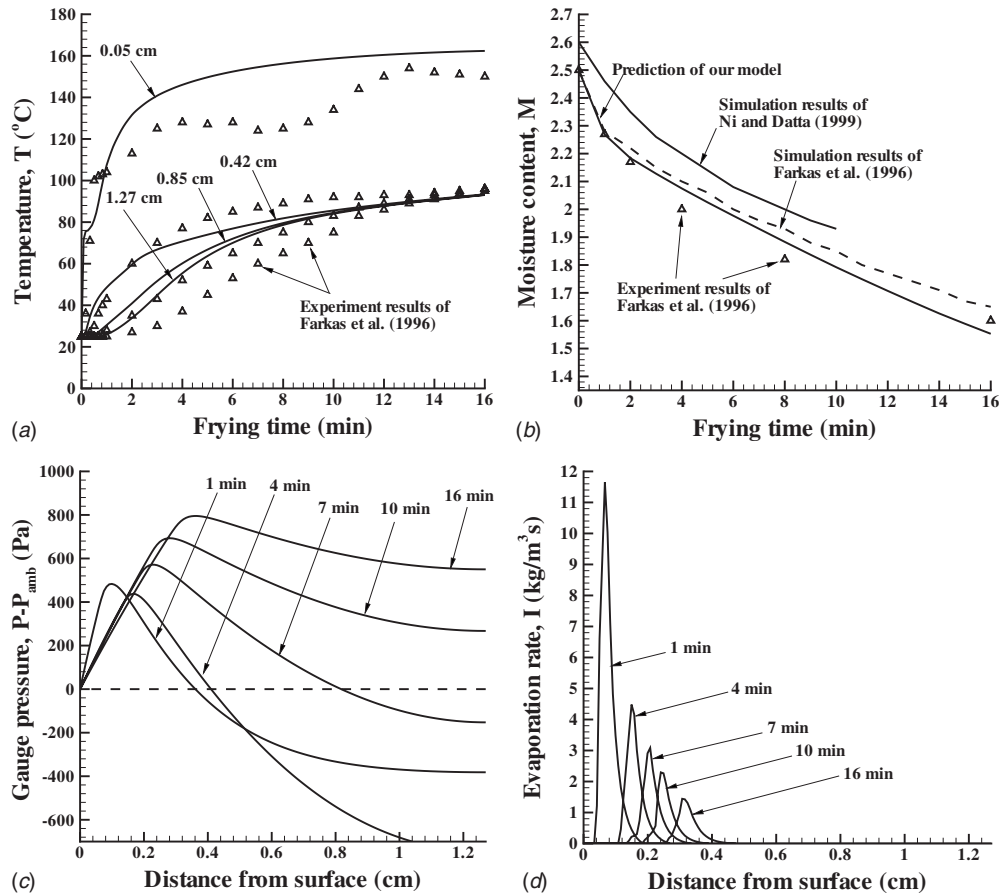 180
160
140
120
100
80
60
40
20
0
Temperature, T (°C)
0.05 cm
0.42 cm
0.85 cm
1.27 cm
Experiment results of
Farkas et al. (1996)
0 2 4 6 8 10 12 14 16
Frying time (min)
(a)
2.7
2.6
2.5
2.4
2.3
2.2
2.1
2
1.9
1.8
1.7
1.6
1.5
1.4
Moisture content, M
Prediction of our model
Simulation results of
Ni and Datta (1999)
Simulation results of
Farkas et al. (1996)
Experiment results of
Farkas et al. (1996)
0 2 4 6 8 10 12 14 16
Frying time (min)
(b)
1000
800
600
400
200
0
-200
-400
-600
Gauge pressure, P-Pamb (Pa)
1 min
4 min
7 min
10 min
16 min
0 0.2 0.4 0.6 0.8 1 1.2
Distance from surface (cm)
(c)
12
11
10
9
8
7
6
5
4
3
2
1
0
Evaporation rate, I (kg/m³s)
1 min
4 min
7 min
10 min
16 min
0 0.2 0.4 0.6 0.8 1 1.2
Distance from surface (cm)
(d)